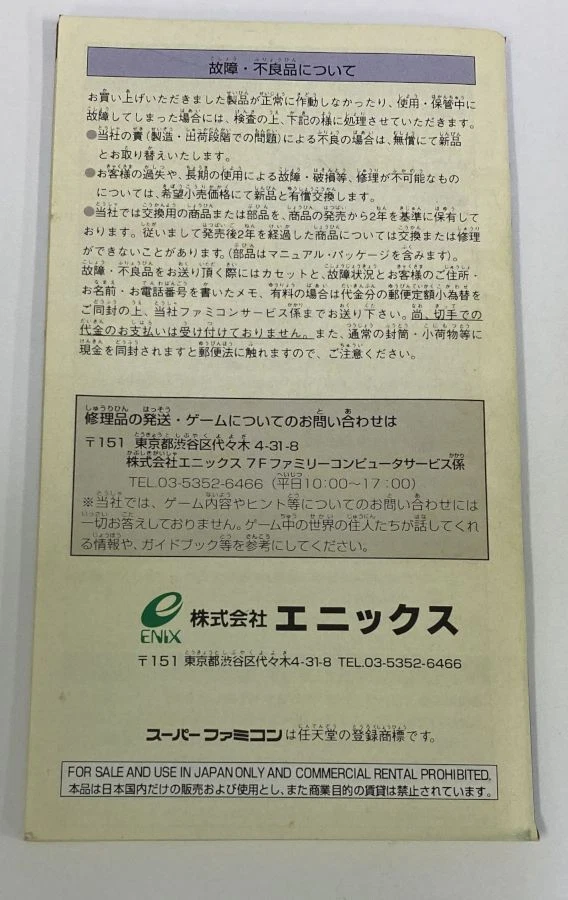 故障・不良品について
お買い上げいただきました製品が正常に作動しなかったり、使用・保管中に
故障してしまった場合には、検査の上、下記の様に処理させていただきます。
●当社の責(製造・出荷段階での問題)による不良の場合は、無償にて新品
とお取り替えいたします。
●お客様の過失や、長期の使用による故障・破損等、修理が不可能なもの
については、希望小売価格にて新品と有償交換します。
●当社では交換用の商品または部品を、商品の発売から2年を基準に保有して
おります。従いまして発売後2年を経過した商品については交換または修理
ができないことがあります。(部品はマニュアル・パッケージを含みます)。
故障・不良品をお送り頂く際にはカセットと、故障状況とお客様のご住所・
お名前・お電話番号を書いたメモ、有料の場合は代金分の郵便定額小為替を
ご同封の上、当社ファミコンサービス係までお送り下さい。尚、切手での
代金のお支払いは受け付けておりません。また、通常の封筒・小荷物等に
現金を同封されますと郵便法に触れますので、ご注意ください。
修理品の発送・ゲームについてのお問い合わせは
〒151 東京都渋谷区代々木 4-31-8
株式会社エニックス 7Fファミリーコンピュータサービス係
TEL.03-5352-6466 (平日10:00〜17:00)
※当社では、ゲーム内容やヒント等についてのお問い合わせには
一切お答えしておりません。ゲーム中の世界の住人たちが話してくれ
る情報や、ガイドブック等を参考にしてください。
ENIX 株式会社 エニックス
〒151 東京都渋谷区代々木4-31-8 TEL.03-5352-6466
スーパーファミコンは任天堂の登録商標です。
FOR SALE AND USE IN JAPAN ONLY AND COMMERCIAL RENTAL PROHIBITED.
本品は日本国内だけの販売および使用とし、また商業目的の賃貸は禁止されています。